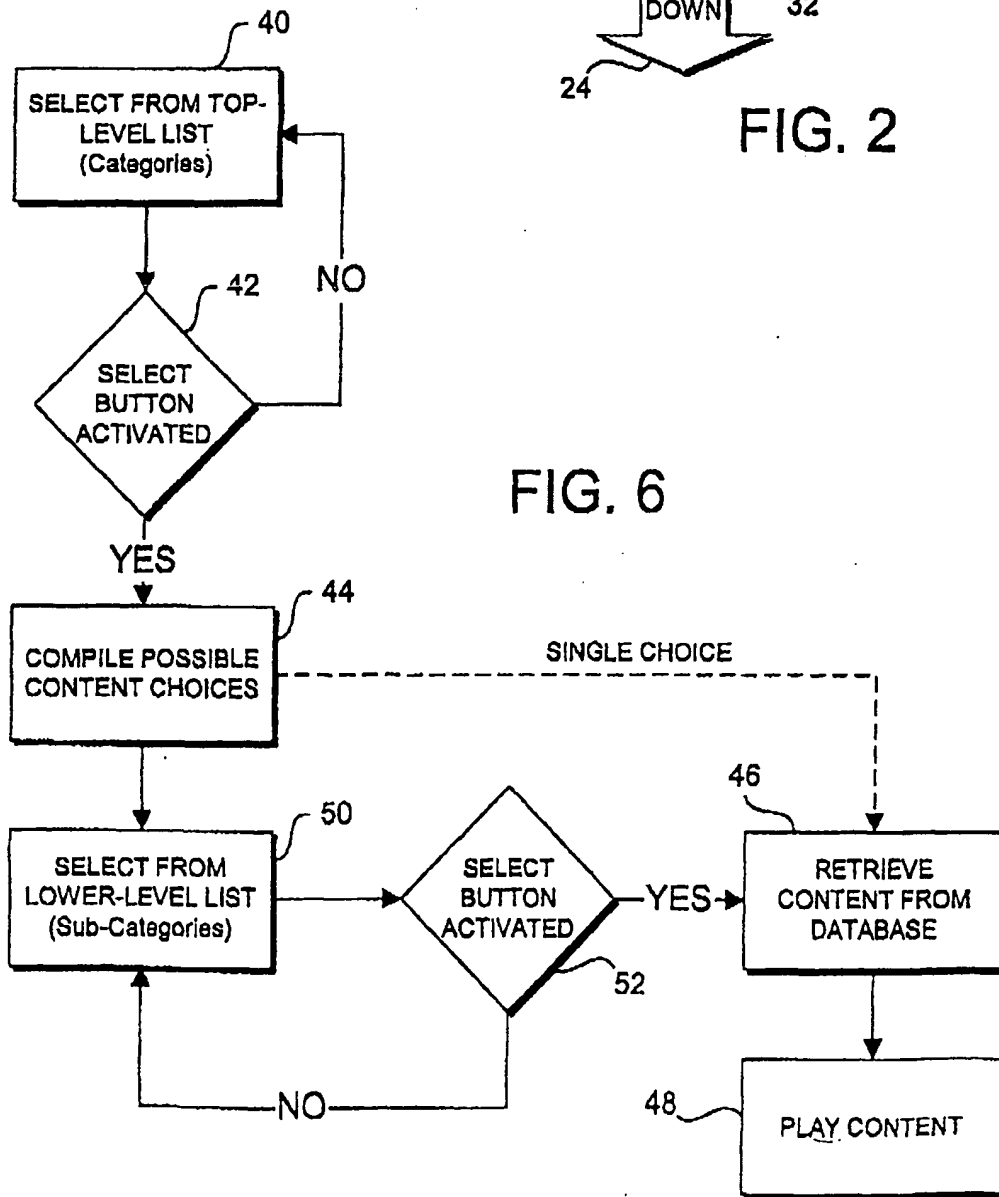 40
DOWN
32
24
FIG. 2
SELECT FROM TOP-
LEVEL LIST
(Categories)
NO
42
SELECT
BUTTON
ACTIVATED
FIG. 6
YES
44
COMPILE POSSIBLE
CONTENT CHOICES
SINGLE CHOICE
46
50
SELECT FROM
LOWER-LEVEL LIST
(Sub-Categories)
SELECT
BUTTON
ACTIVATED
YES
RETRIEVE
CONTENT FROM
DATABASE
52
NO
48
PLAY CONTENT